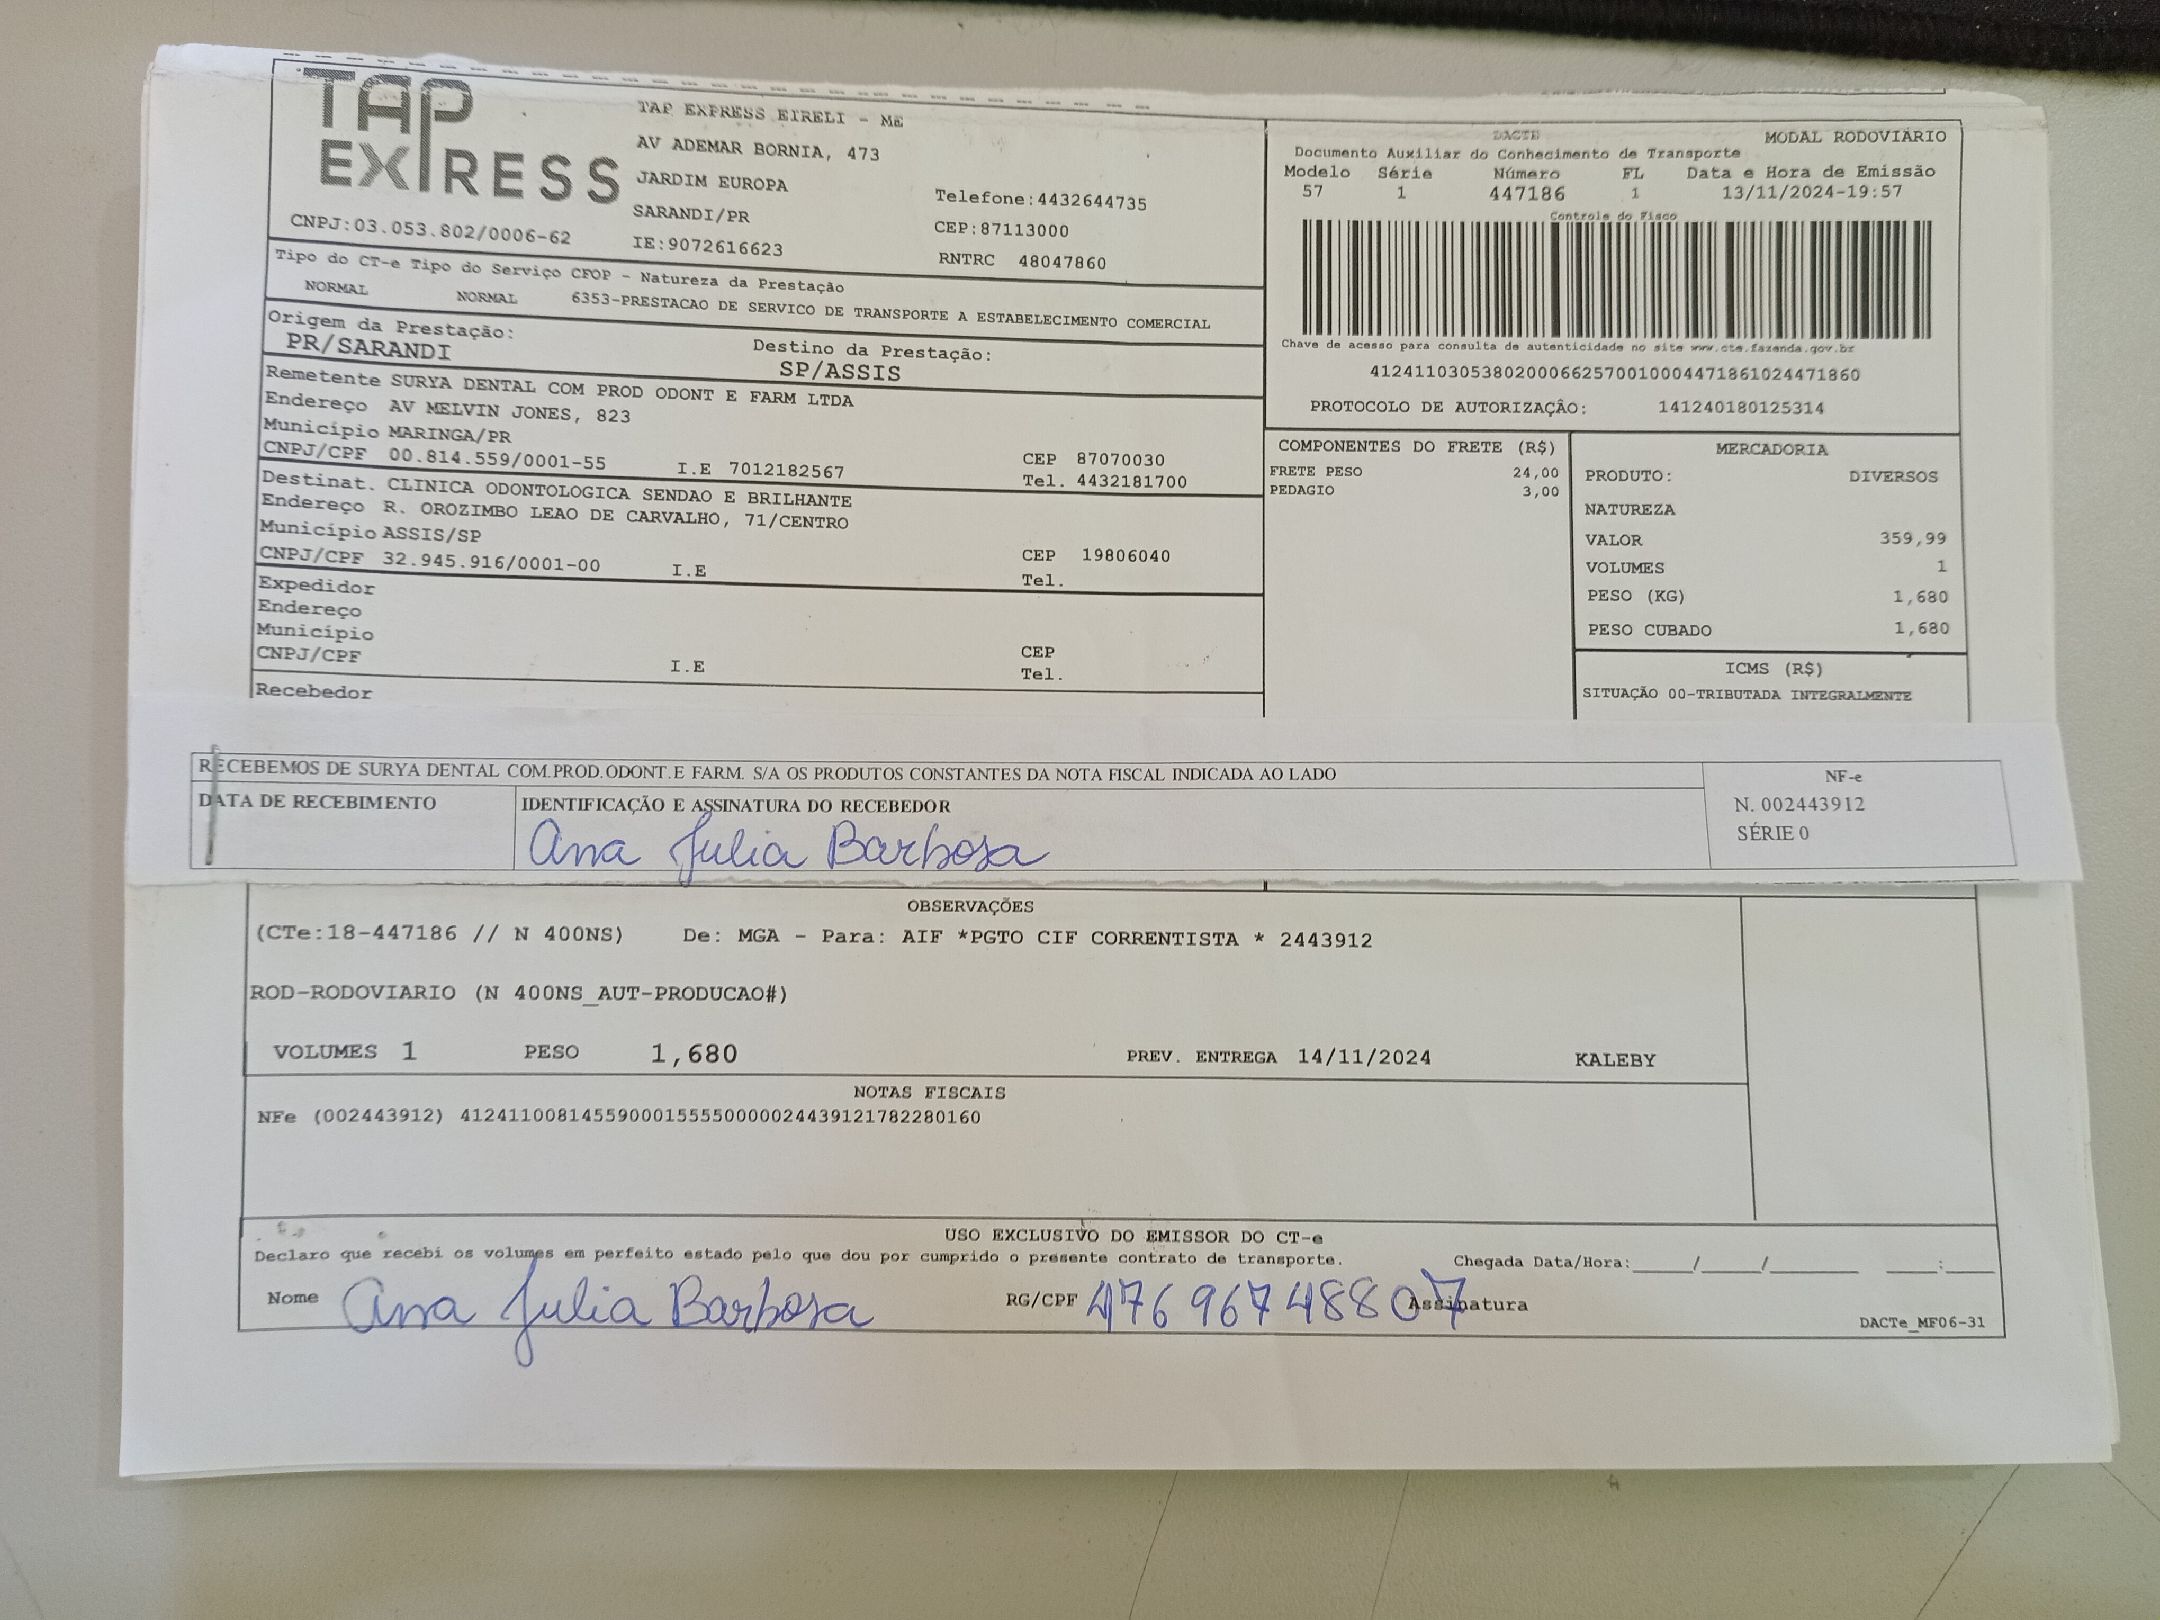 TAP EXPRESS
TAP EXPRESS EIRELI - ME
AV ADEMAR BORNIA, 473
JARDIM EUROPA
SARANDI/PR
IE:9072616623
Telefone:4432644735
CEP:87113000
RNTRC 48047860
CNPJ:03.053.802/0006-62
DACTE
MODAL RODOVIÁRIO
Documento Auxiliar do Conhecimento de Transporte
Modelo Série Número FL Data e Hora de Emissão
57 1 447186 1 13/11/2024-19:57
Controle do Fisco
Chave de acesso para consulta de autenticidade no site www.cte.fazenda.gov.br
41241103053802000662570010004471861024471860
PROTOCOLO DE AUTORIZAÇÃO: 141240180125314
Tipo do CT-e Tipo do Serviço CFOP - Natureza da Prestação
NORMAL NORMAL 6353-PRESTACAO DE SERVICO DE TRANSPORTE A ESTABELECIMENTO COMERCIAL
Origem da Prestação:
PR/SARANDI
Destino da Prestação:
SP/ASSIS
Remetente SURYA DENTAL COM PROD ODONT E FARM LTDA
Endereço AV MELVIN JONES, 823
Município MARINGA/PR
CEP 87070030
CNPJ/CPF 00.814.559/0001-55 I.E 7012182567 Tel. 4432181700
Destinat. CLINICA ODONTOLOGICA SENDAO E BRILHANTE
Endereço R. OROZIMBO LEAO DE CARVALHO, 71/CENTRO
Município ASSIS/SP
CEP 19806040
CNPJ/CPF 32.945.916/0001-00 I.E Tel.
Expedidor
Endereço
Município
CEP
CNPJ/CPF I.E Tel.
Recebedor
COMPONENTES DO FRETE (R$)
FRETE PESO 24,00
PEDAGIO 3,00
MERCADORIA
PRODUTO: DIVERSOS
NATUREZA
VALOR 359,99
VOLUMES 1
PESO (KG) 1,680
PESO CUBADO 1,680
ICMS (R$)
SITUAÇÃO 00-TRIBUTADA INTEGRALMENTE
RECEBEMOS DE SURYA DENTAL COM.PROD.ODONT.E FARM. S/A OS PRODUTOS CONSTANTES DA NOTA FISCAL INDICADA AO LADO
DATA DE RECEBIMENTO
IDENTIFICAÇÃO E ASSINATURA DO RECEBEDOR
Ana Julia Barbosa
NF-e
N. 002443912
SÉRIE 0
OBSERVAÇÕES
(CTe:18-447186 // N 400NS) De: MGA - Para: AIF *PGTO CIF CORRENTISTA * 2443912
ROD-RODOVIARIO (N 400NS_AUT-PRODUCAO#)
VOLUMES 1 PESO 1,680 PREV. ENTREGA 14/11/2024 KALEBY
NOTAS FISCAIS
NFe (002443912) 41241100814559000155550000024439121782280160
USO EXCLUSIVO DO EMISSOR DO CT-e
Declaro que recebi os volumes em perfeito estado pelo que dou por cumprido o presente contrato de transporte. Chegada Data/Hora:_____/_____/_______ ____:____
Nome Ana Julia Barbosa RG/CPF 47696748807 Assinatura
DACTe_MF06-31